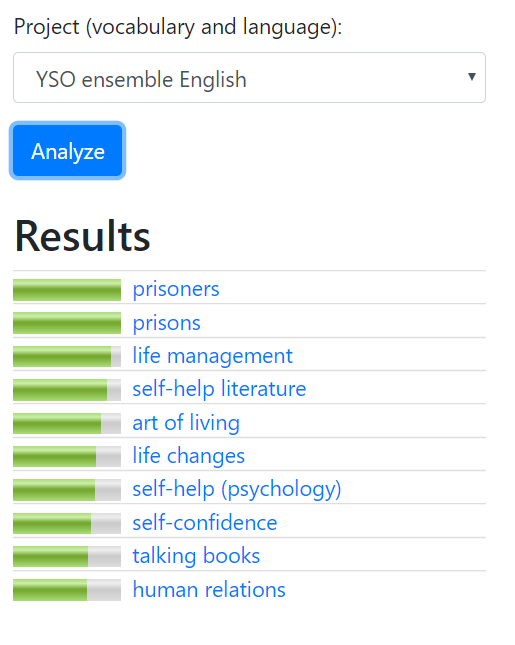 Project (vocabulary and language):
YSO ensemble English
Analyze
Results
prisoners
prisons
life management
self-help literature
art of living
life changes
self-help (psychology)
self-confidence
talking books
human relations